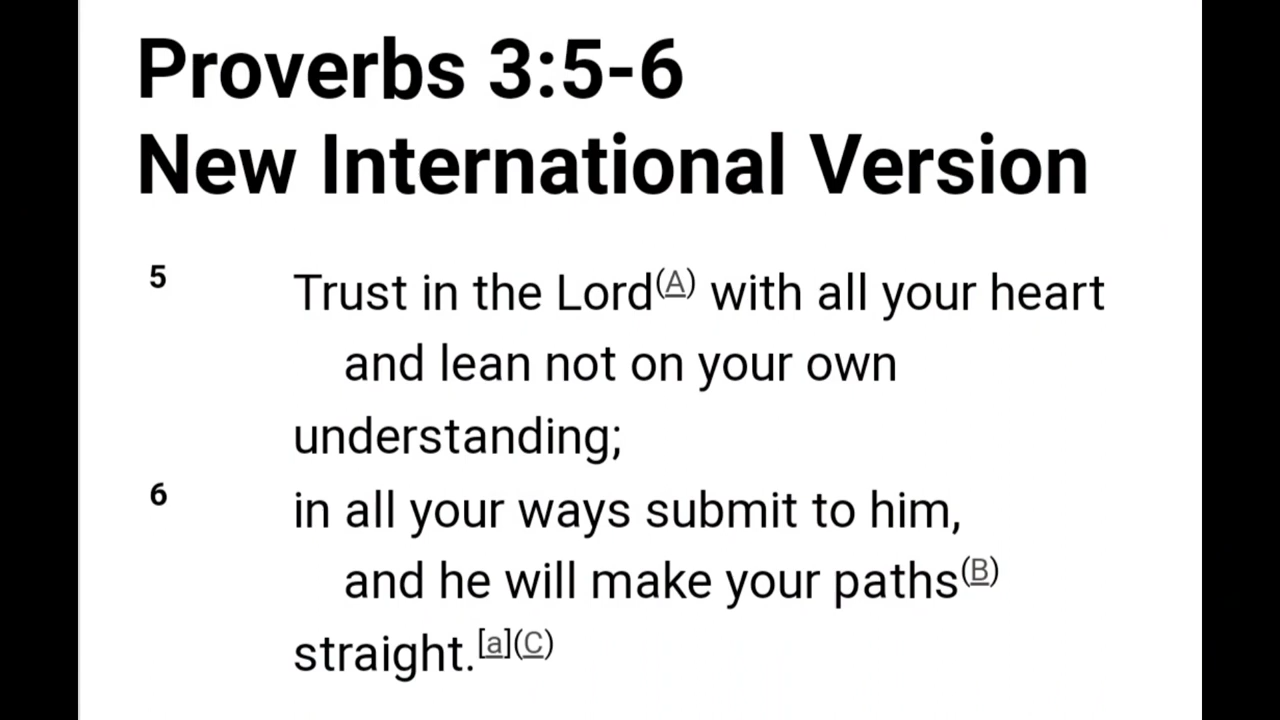 Proverbs 3:5-6
New International Version
5 Trust in the Lord(A) with all your heart
and lean not on your own
understanding;
6 in all your ways submit to him,
and he will make your paths(B)
straight.[a](C)